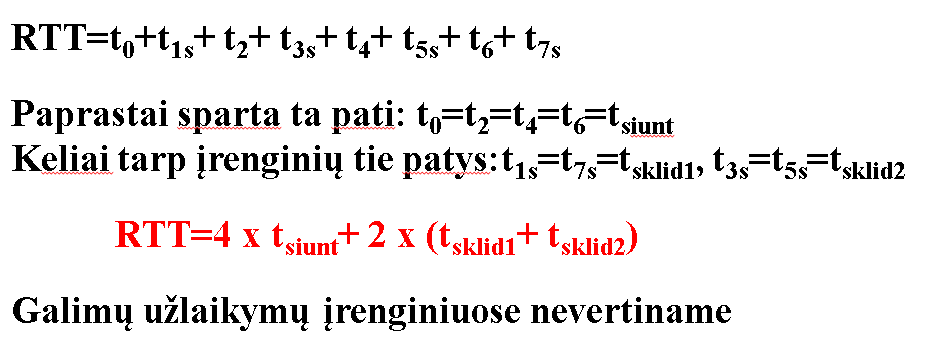 RTT=t0+t1s+ t2+ t3s+ t4+ t5s+ t6+ t7s
Paprastai sparta ta pati: t0=t2=t4=t6=tsiunt
Keliai tarp įrenginių tie patys:t1s=t7s=tsklid1, t3s=t5s=tsklid2
RTT=4 x tsiunt+ 2 x (tsklid1+ tsklid2)
Galimų užlaikymų įrenginiuose nevertiname